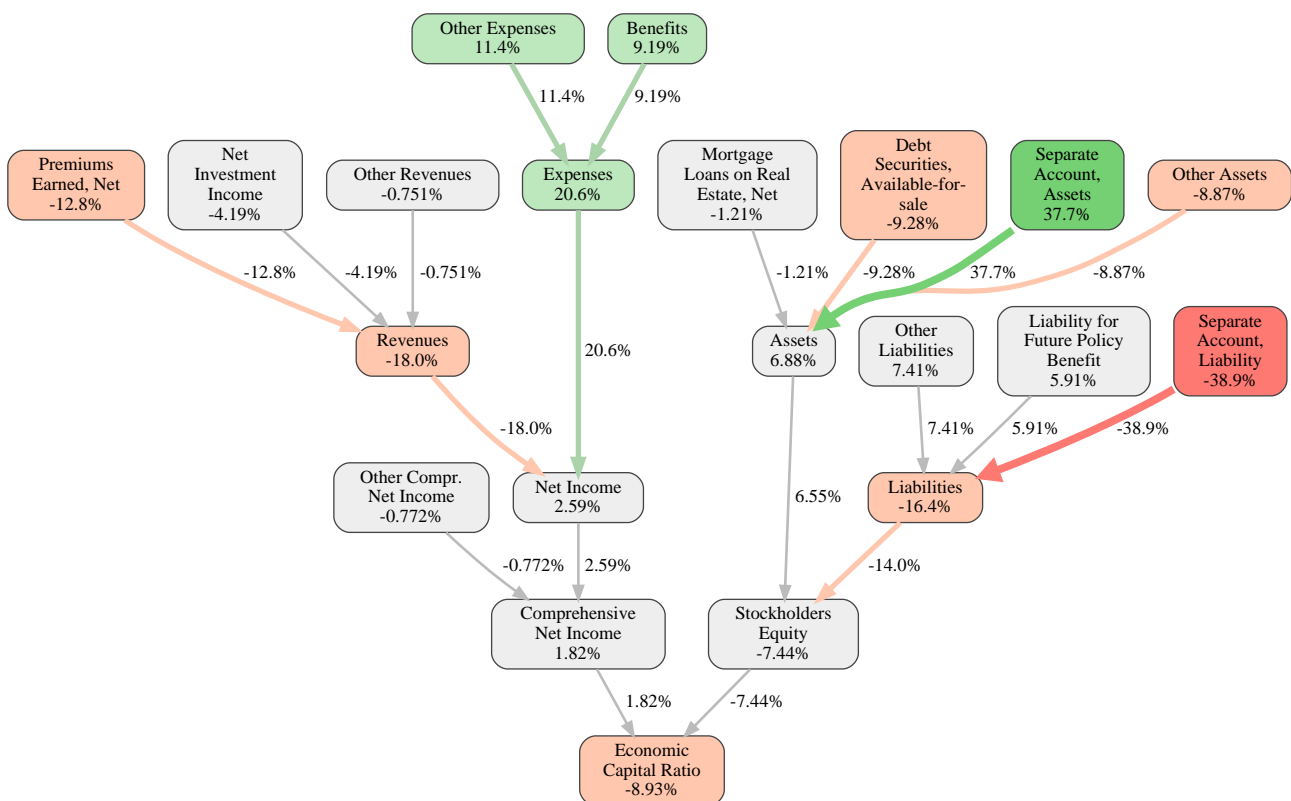 Other Expenses
11.4%
Benefits
9.19%
11.4%
9.19%
Premiums
Earned, Net
-12.8%
Net
Investment
Income
-4.19%
Other Revenues
-0.751%
Expenses
20.6%
Mortgage
Loans on Real
Estate, Net
-1.21%
Debt
Securities,
Available-for-
sale
-9.28%
Separate
Account,
Assets
37.7%
Other Assets
-8.87%
-12.8%
-4.19%
-0.751%
-1.21%
-9.28%
37.7%
-8.87%
Revenues
-18.0%
20.6%
Assets
6.88%
Other
Liabilities
7.41%
Liability for
Future Policy
Benefit
5.91%
Separate
Account,
Liability
-38.9%
-18.0%
7.41%
5.91%
-38.9%
Other Compr.
Net Income
-0.772%
Net Income
2.59%
6.55%
Liabilities
-16.4%
-0.772%
2.59%
-14.0%
Comprehensive
Net Income
1.82%
Stockholders
Equity
-7.44%
1.82%
-7.44%
Economic
Capital Ratio
-8.93%